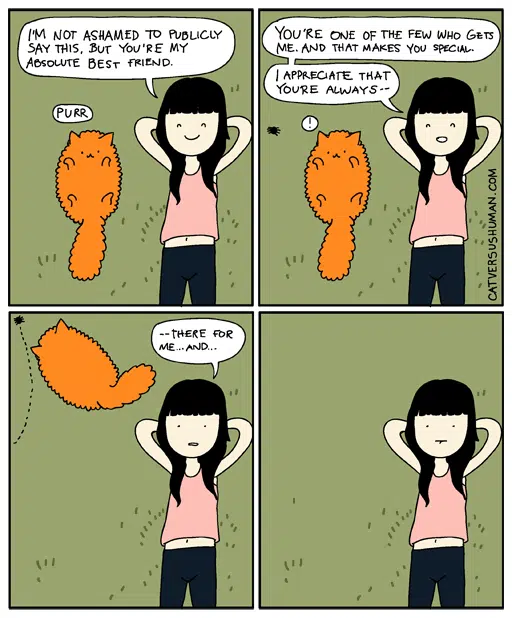 I'M NOT ASHAMED TO PUBLICLY
SAY THIS, BUT YOU'RE MY
ABSOLUTE BEST FRIEND.
PURR
YOU'RE ONE OF THE FEW WHO GETS
ME. AND THAT MAKES YOU SPECIAL.
I APPRECIATE THAT
YOU'RE ALWAYS--
!
CATVERSUSHUMAN.COM
--THERE FOR
ME...AND...